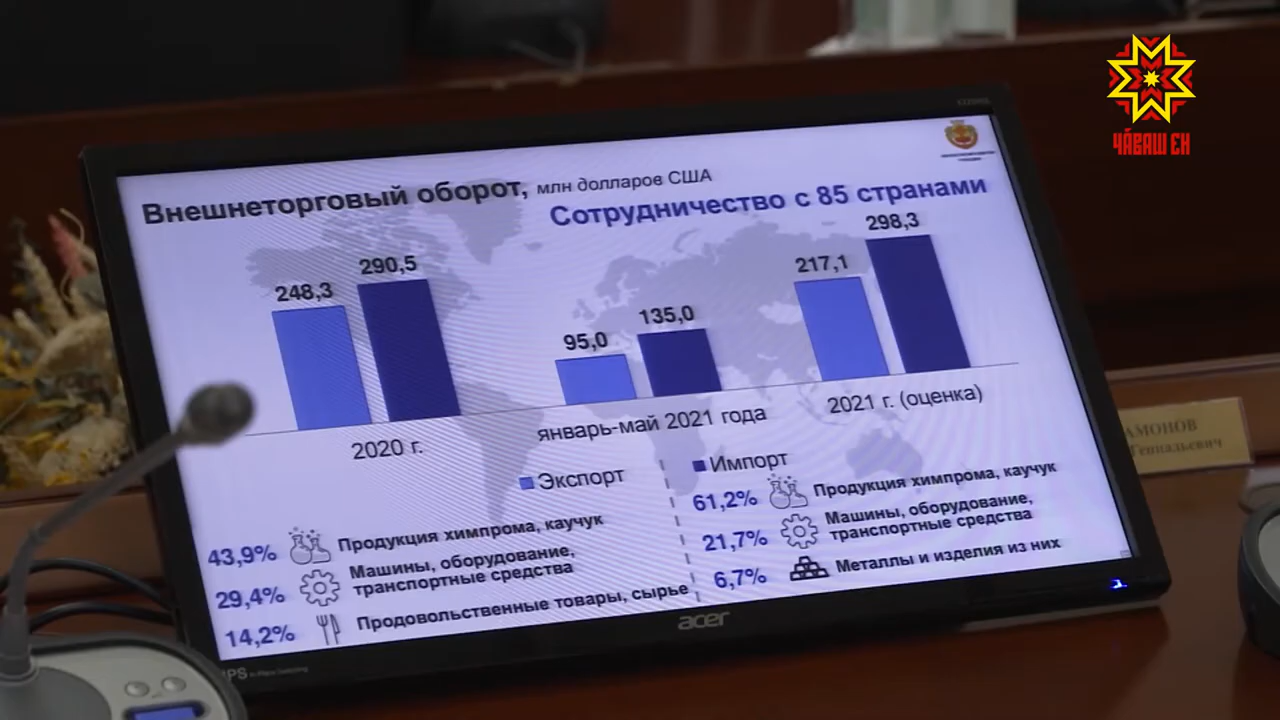 ЧӐВАШ ЕН
Внешнеторговый оборот, млн долларов США
Сотрудничество с 85 странами
248,3
290,5
95,0
135,0
217,1
298,3
2020 г.
январь-май 2021 года
2021 г. (оценка)
Экспорт
Импорт
43,9%
Продукция химпрома, каучук
29,4%
Машины, оборудование,
транспортные средства
14,2%
Продовольственные товары, сырье
61,2%
Продукция химпрома, каучук
21,7%
Машины, оборудование,
транспортные средства
6,7%
Металлы и изделия из них
acer
IPS
АМОНОВ
Геннадьевич